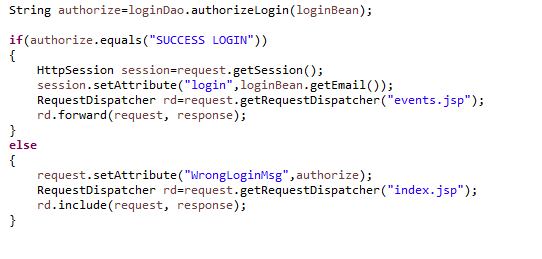 String authorize=loginDao.authorizeLogin(loginBean);
if(authorize.equals("SUCCESS LOGIN"))
{
HttpSession session=request.getSession();
session.setAttribute("login",loginBean.getEmail());
RequestDispatcher rd=request.getRequestDispatcher("events.jsp");
rd.forward(request, response);
}
else
{
request.setAttribute("WrongLoginMsg",authorize);
RequestDispatcher rd=request.getRequestDispatcher("index.jsp");
rd.include(request, response);
}